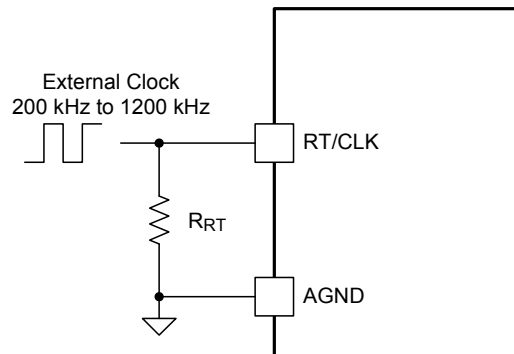 External Clock
200 kHz to 1200 kHz
RT/CLK
RRT
AGND